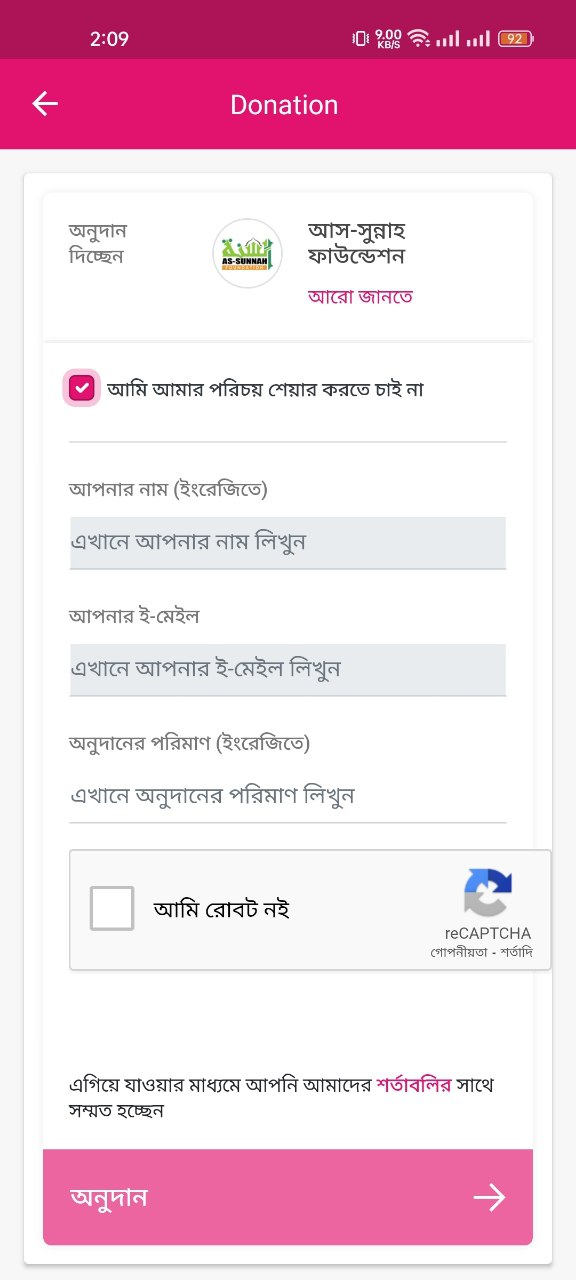 2:09
9.00
KB/S
92
Donation
অনুদান
দিচ্ছেন
السنة
AS-SUNNAH
FOUNDATION
আস-সুন্নাহ
ফাউন্ডেশন
আরো জানতে
আমি আমার পরিচয় শেয়ার করতে চাই না
আপনার নাম (ইংরেজিতে)
এখানে আপনার নাম লিখুন
আপনার ই-মেইল
এখানে আপনার ই-মেইল লিখুন
অনুদানের পরিমাণ (ইংরেজিতে)
এখানে অনুদানের পরিমাণ লিখুন
আমি রোবট নই
reCAPTCHA
গোপনীয়তা - শর্তাদি
এগিয়ে যাওয়ার মাধ্যমে আপনি আমাদের শর্তাবলির সাথে
সম্মত হচ্ছেন
অনুদান